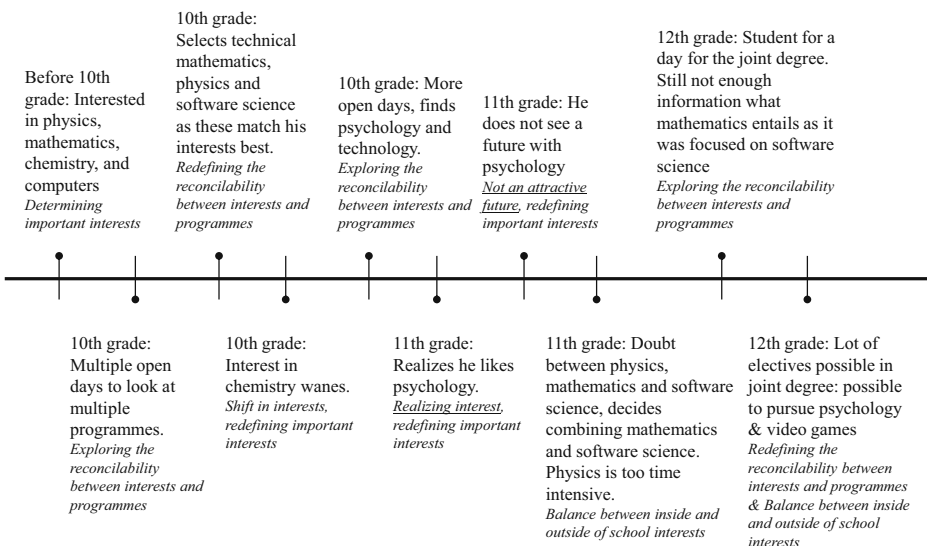 Before 10th
grade: Interested
in physics,
mathematics,
chemistry, and
computers
Determining
important interests
10th grade:
Multiple open
days to look at
multiple
programmes.
Exploring the
reconcilability
between interests and
programmes
10th grade:
Selects technical
mathematics,
physics and
software science
as these match his
interests best.
Redefining the
reconcilability
between interests and
programmes
10th grade:
Interest in
chemistry wanes.
Shift in interests,
redefining important
interests
10th grade: More
open days, finds
psychology and
technology.
Exploring the
reconcilability
between interests and
programmes
11th grade:
Realizes he likes
psychology.
Realizing interest,
redefining important
interests
11th grade: He
does not see a
future with
psychology
Not an attractive
future, redefining
important interests
11th grade: Doubt
between physics,
mathematics and software
science, decides
combining mathematics
and software science.
Physics is too time
intensive.
Balance between inside and
outside of school interests
12th grade: Student for a
day for the joint degree.
Still not enough
information what
mathematics entails as it
was focused on software
science
Exploring the reconcilability
between interests and
programmes
12th grade: Lot of
electives possible in
joint degree: possible
to pursue psychology
& video games
Redefining the
reconcilability between
interests and programmes
& Balance between inside
and outside of school
interests